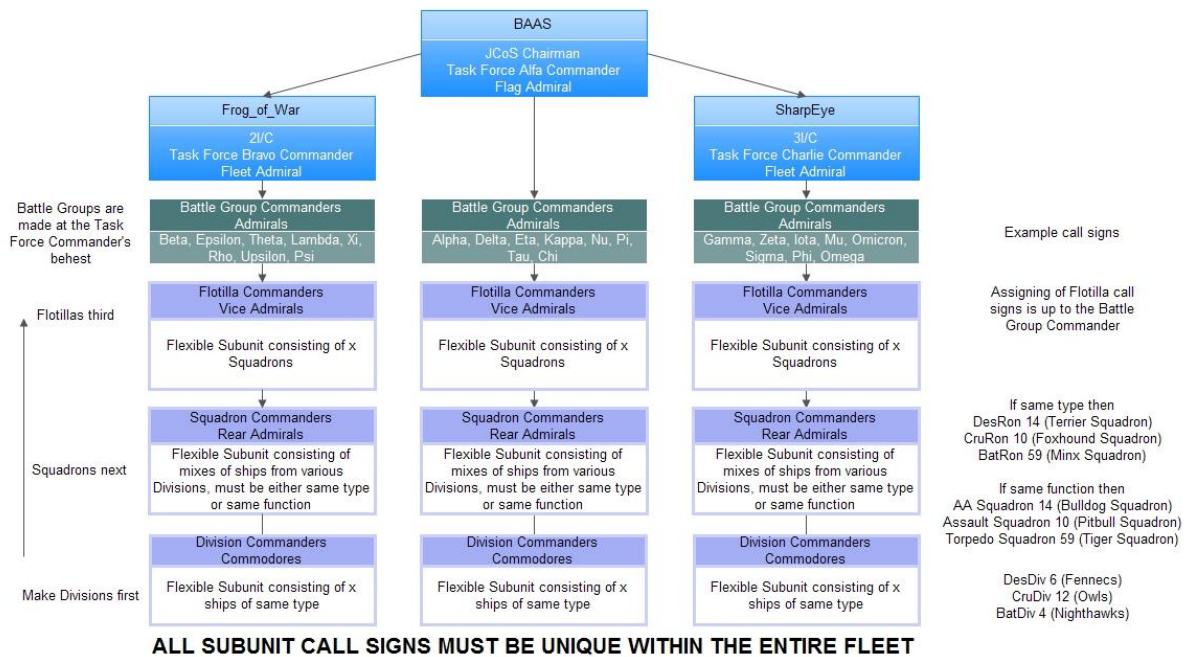 BAAS
JCoS Chairman
Task Force Alfa Commander
Flag Admiral
Frog_of_War
2I/C
Task Force Bravo Commander
Fleet Admiral
SharpEye
3I/C
Task Force Charlie Commander
Fleet Admiral
Battle Groups are
made at the Task
Force Commander's
behest
Battle Group Commanders
Admirals
Beta, Epsilon, Theta, Lambda, Xi,
Rho, Upsilon, Psi
Battle Group Commanders
Admirals
Alpha, Delta, Eta, Kappa, Nu, Pi,
Tau, Chi
Battle Group Commanders
Admirals
Gamma, Zeta, Iota, Mu, Omicron,
Sigma, Phi, Omega
Example call signs
Flotillas third
Flotilla Commanders
Vice Admirals
Flexible Subunit consisting of x
Squadrons
Flotilla Commanders
Vice Admirals
Flexible Subunit consisting of x
Squadrons
Flotilla Commanders
Vice Admirals
Flexible Subunit consisting of x
Squadrons
Assigning of Flotilla call
signs is up to the Battle
Group Commander
Squadrons next
Squadron Commanders
Rear Admirals
Flexible Subunit consisting of
mixes of ships from various
Divisions, must be either same type
or same function
Squadron Commanders
Rear Admirals
Flexible Subunit consisting of
mixes of ships from various
Divisions, must be either same type
or same function
Squadron Commanders
Rear Admirals
Flexible Subunit consisting of
mixes of ships from various
Divisions, must be either same type
or same function
If same type then
DesRon 14 (Terrier Squadron)
CruRon 10 (Foxhound Squadron)
BatRon 59 (Minx Squadron)
If same function then
AA Squadron 14 (Bulldog Squadron)
Assault Squadron 10 (Pitbull Squadron)
Torpedo Squadron 59 (Tiger Squadron)
Make Divisions first
Division Commanders
Commodores
Flexible Subunit consisting of x
ships of same type
Division Commanders
Commodores
Flexible Subunit consisting of x
ships of same type
Division Commanders
Commodores
Flexible Subunit consisting of x
ships of same type
DesDiv 6 (Fennecs)
CruDiv 12 (Owls)
BatDiv 4 (Nighthawks)
ALL SUBUNIT CALL SIGNS MUST BE UNIQUE WITHIN THE ENTIRE FLEET